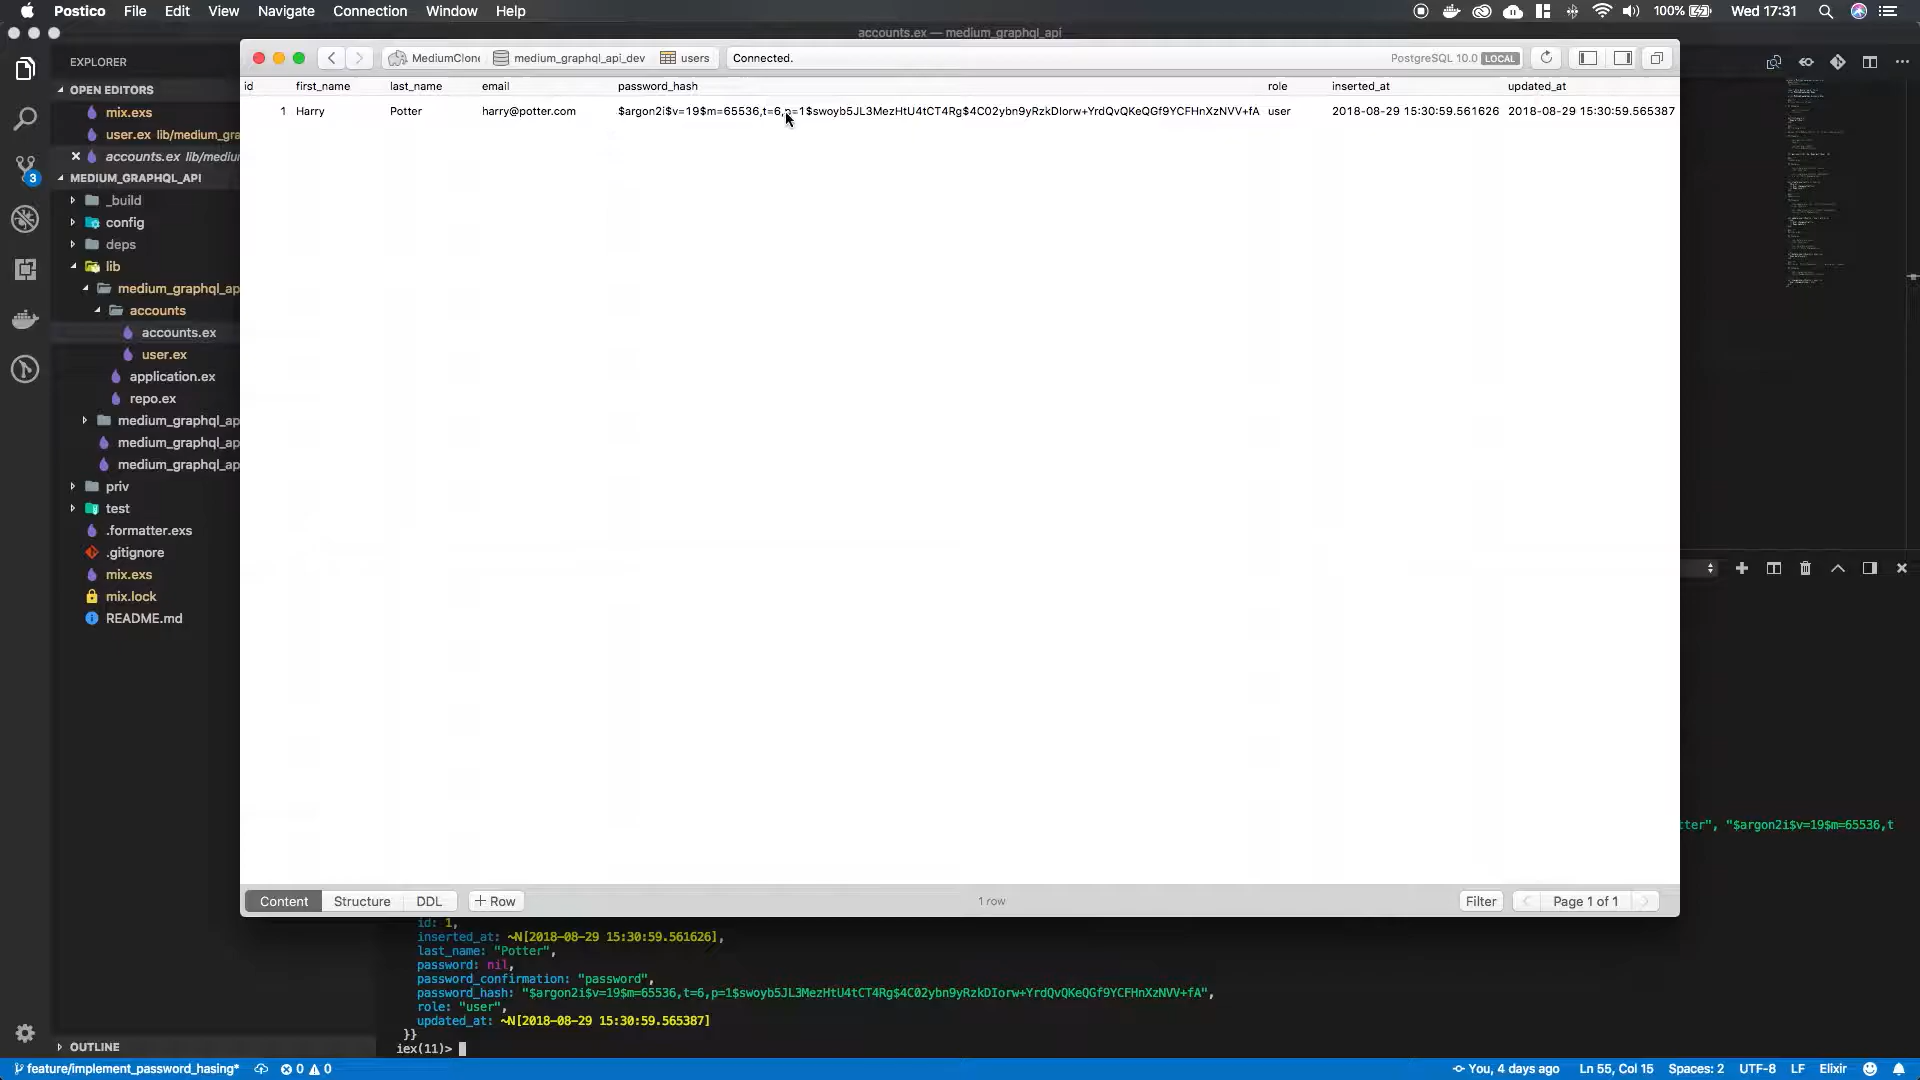 Postico File Edit View Navigate Connection Window Help
100% Wed 17:31
accounts.ex — medium_graphql_api
EXPLORER
OPEN EDITORS
mix.exs
user.ex lib/medium_gra
accounts.ex lib/mediu
3
MEDIUM_GRAPHQL_API
_build
config
deps
lib
medium_graphql_ap
accounts
accounts.ex
user.ex
application.ex
repo.ex
medium_graphql_ap
medium_graphql_ap
medium_graphql_ap
priv
test
.formatter.exs
.gitignore
mix.exs
mix.lock
README.md
OUTLINE
MediumClone medium_graphql_api_dev users Connected. PostgreSQL 10.0 LOCAL
id first_name last_name email password_hash role inserted_at updated_at
1 Harry Potter harry@potter.com $argon2i$v=19$m=65536,t=6,p=1$swoyb5JL3MezHtU4tCT4Rg$4C02ybn9yRzkDIorw+YrdQvQKeQGf9YCFHnXzNVV+fA user 2018-08-29 15:30:59.561626 2018-08-29 15:30:59.565387
Content Structure DDL + Row 1 row Filter Page 1 of 1
tter", "$argon2i$v=19$m=65536,t
id: 1,
inserted_at: ~N[2018-08-29 15:30:59.561626],
last_name: "Potter",
password: nil,
password_confirmation: "password",
password_hash: "$argon2i$v=19$m=65536,t=6,p=1$swoyb5JL3MezHtU4tCT4Rg$4C02ybn9yRzkDIorw+YrdQvQKeQGf9YCFHnXzNVV+fA",
role: "user",
updated_at: ~N[2018-08-29 15:30:59.565387]
}}
iex(11)>
feature/implement_password_hasing* 0 0 You, 4 days ago Ln 55, Col 15 Spaces: 2 UTF-8 LF Elixir